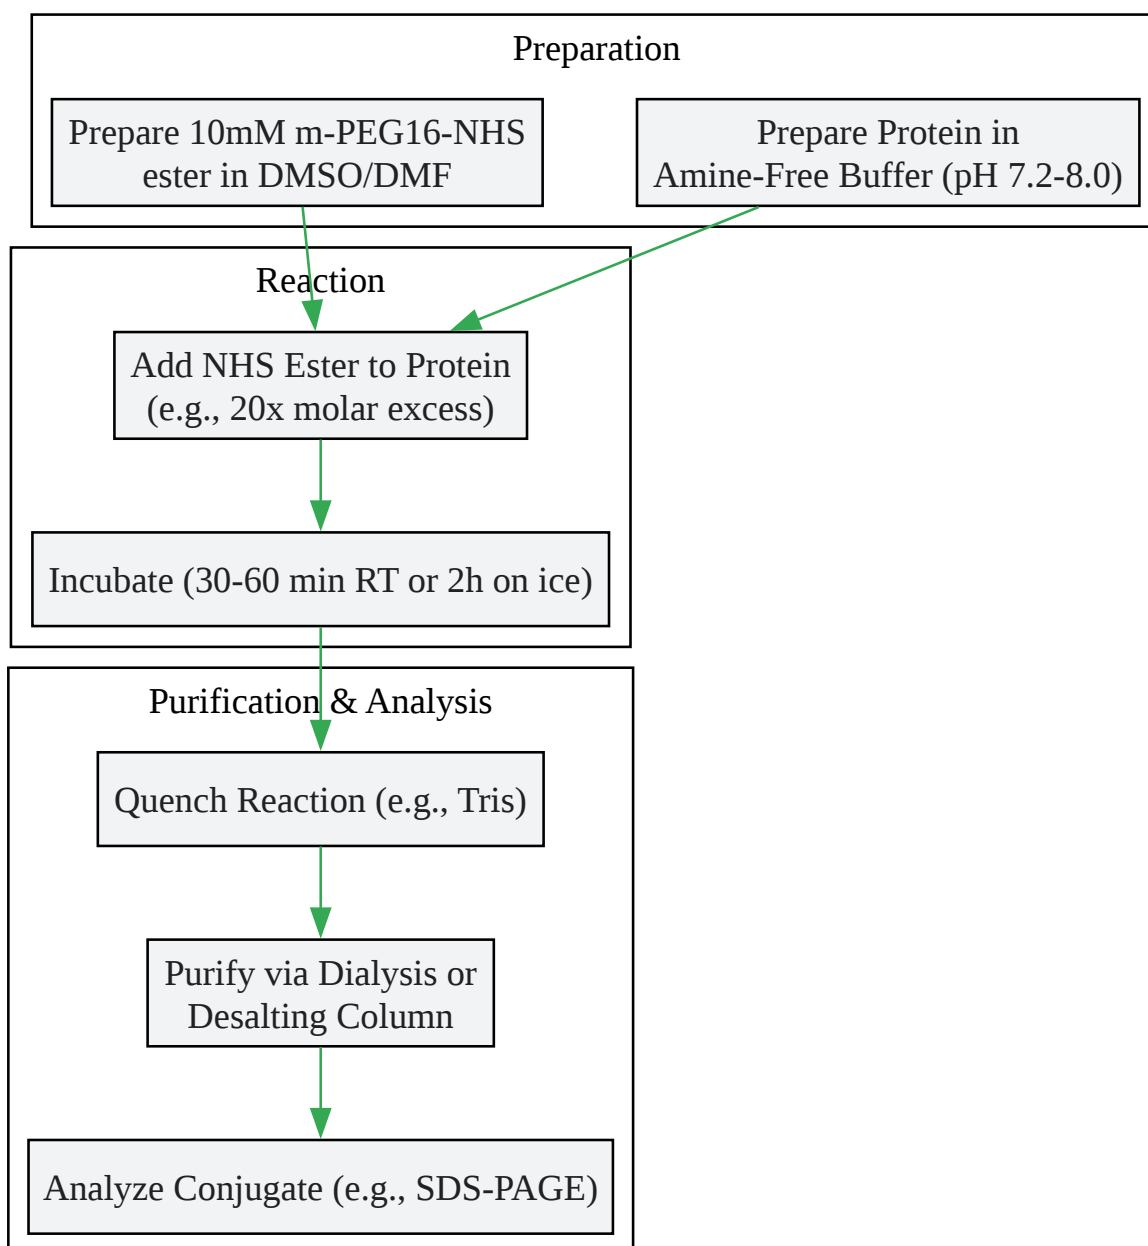 Preparation
Prepare 10mM m-PEG16-NHS
ester in DMSO/DMF
Prepare Protein in
Amine-Free Buffer (pH 7.2-8.0)
Reaction
Add NHS Ester to Protein
(e.g., 20x molar excess)
Incubate (30-60 min RT or 2h on ice)
Purification & Analysis
Quench Reaction (e.g., Tris)
Purify via Dialysis or
Desalting Column
Analyze Conjugate (e.g., SDS-PAGE)